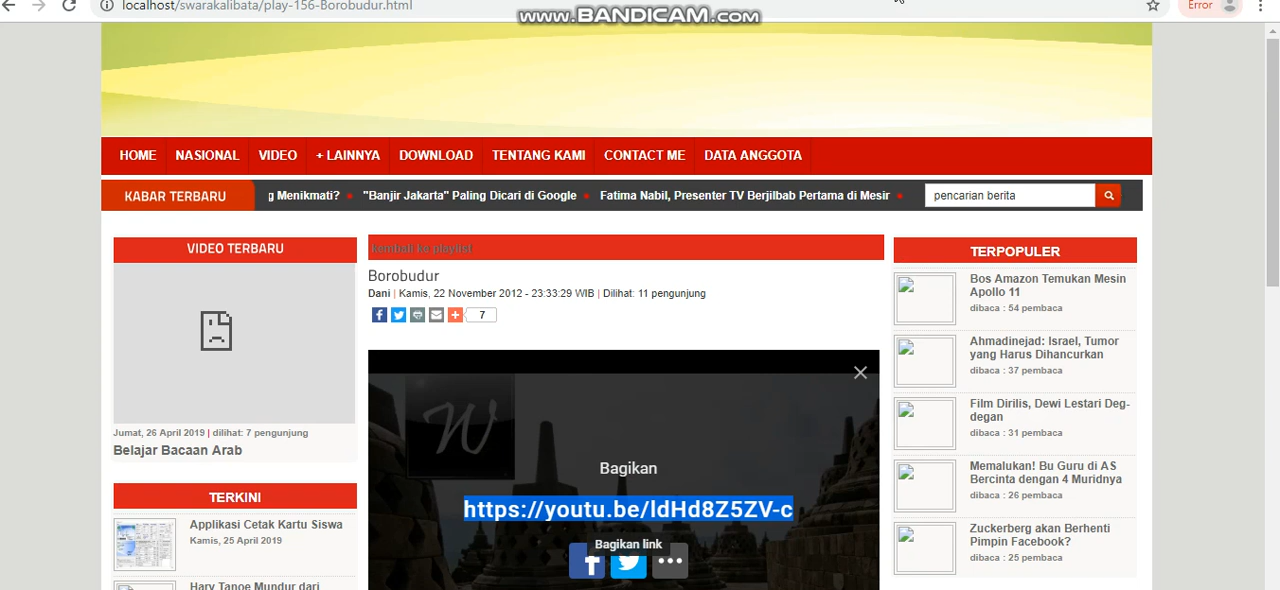 localhost/swarakalibata/play-156-Borobudur.html
Error
www.BANDICAM.com
HOME
NASIONAL
VIDEO
+ LAINNYA
DOWNLOAD
TENTANG KAMI
CONTACT ME
DATA ANGGOTA
KABAR TERBARU
g Menikmati?
"Banjir Jakarta" Paling Dicari di Google
Fatima Nabil, Presenter TV Berjilbab Pertama di Mesir
pencarian berita
VIDEO TERBARU
Jumat, 26 April 2019 | dilihat: 7 pengunjung
Belajar Bacaan Arab
TERKINI
Applikasi Cetak Kartu Siswa
Kamis, 25 April 2019
Hary Tanoe Mundur dari
kembali ke playlist
Borobudur
Dani | Kamis, 22 November 2012 - 23:33:29 WIB | Dilihat: 11 pengunjung
7
W
Bagikan
https://youtu.be/ldHd8Z5ZV-c
Bagikan link
TERPOPULER
Bos Amazon Temukan Mesin
Apollo 11
dibaca : 54 pembaca
Ahmadinejad: Israel, Tumor
yang Harus Dihancurkan
dibaca : 37 pembaca
Film Dirilis, Dewi Lestari Deg-
degan
dibaca : 31 pembaca
Memalukan! Bu Guru di AS
Bercinta dengan 4 Muridnya
dibaca : 26 pembaca
Zuckerberg akan Berhenti
Pimpin Facebook?
dibaca : 25 pembaca